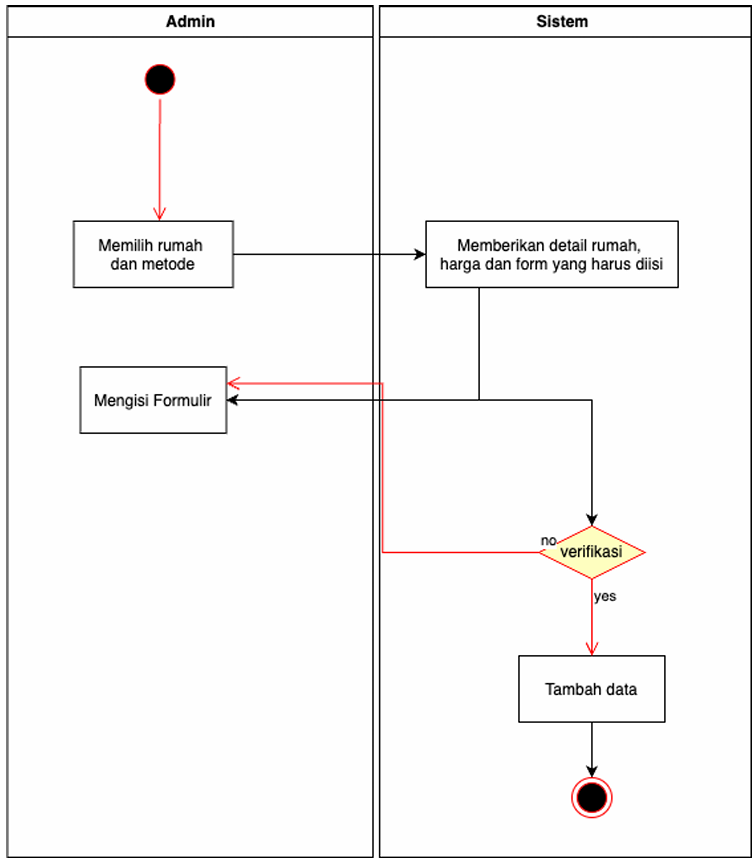 Admin
Sistem
Memilih rumah
dan metode
Memberikan detail rumah,
harga dan form yang harus diisi
Mengisi Formulir
no
verifikasi
yes
Tambah data